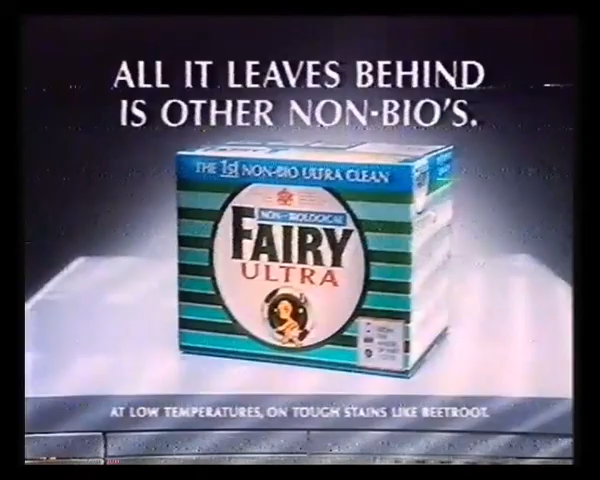 ALL IT LEAVES BEHIND
IS OTHER NON-BIO'S.
THE 1st NON-BIO ULTRA CLEAN
NON-BIOLOGICAL
FAIRY
ULTRA
AT LOW TEMPERATURES, ON TOUGH STAINS LIKE BEETROOT.